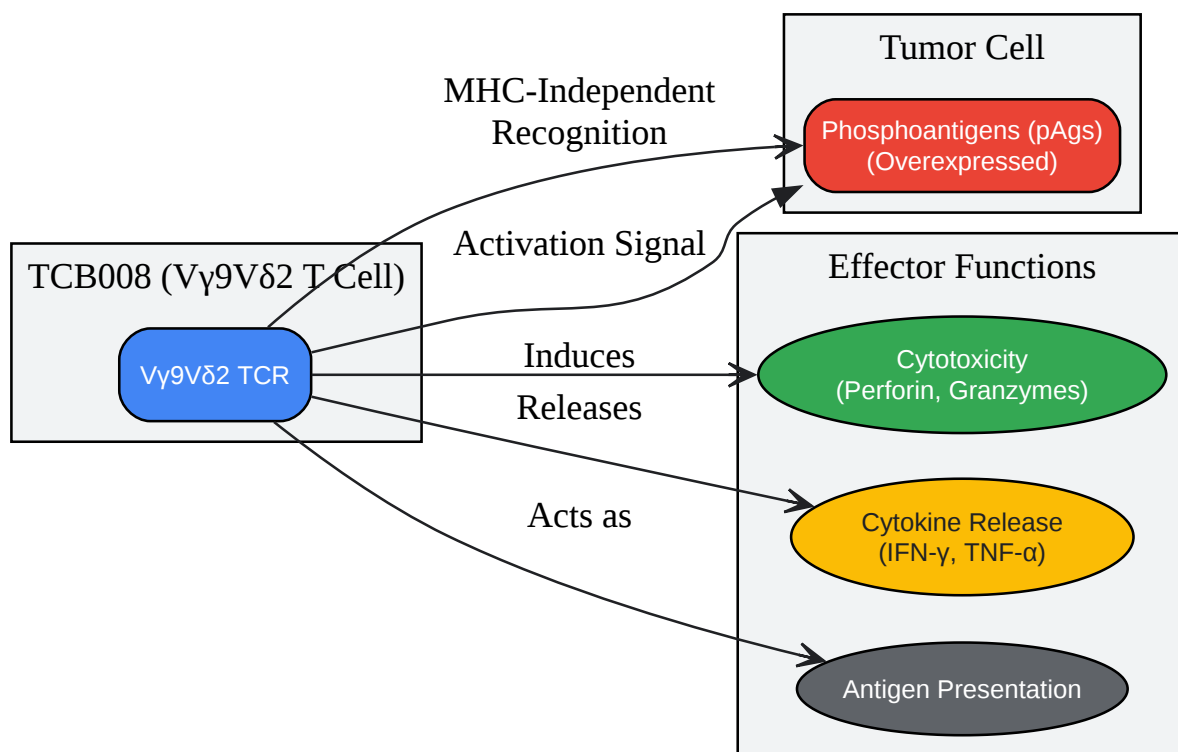 Tumor Cell
MHC-Independent
Recognition
Phosphoantigens (pAgs)
(Overexpressed)
Activation Signal
TCB008 (Vγ9Vδ2 T Cell)
Effector Functions
Vγ9Vδ2 TCR
Induces
Cytotoxicity
(Perforin, Granzymes)
Releases
Acts as
Cytokine Release
(IFN-γ, TNF-α)
Antigen Presentation